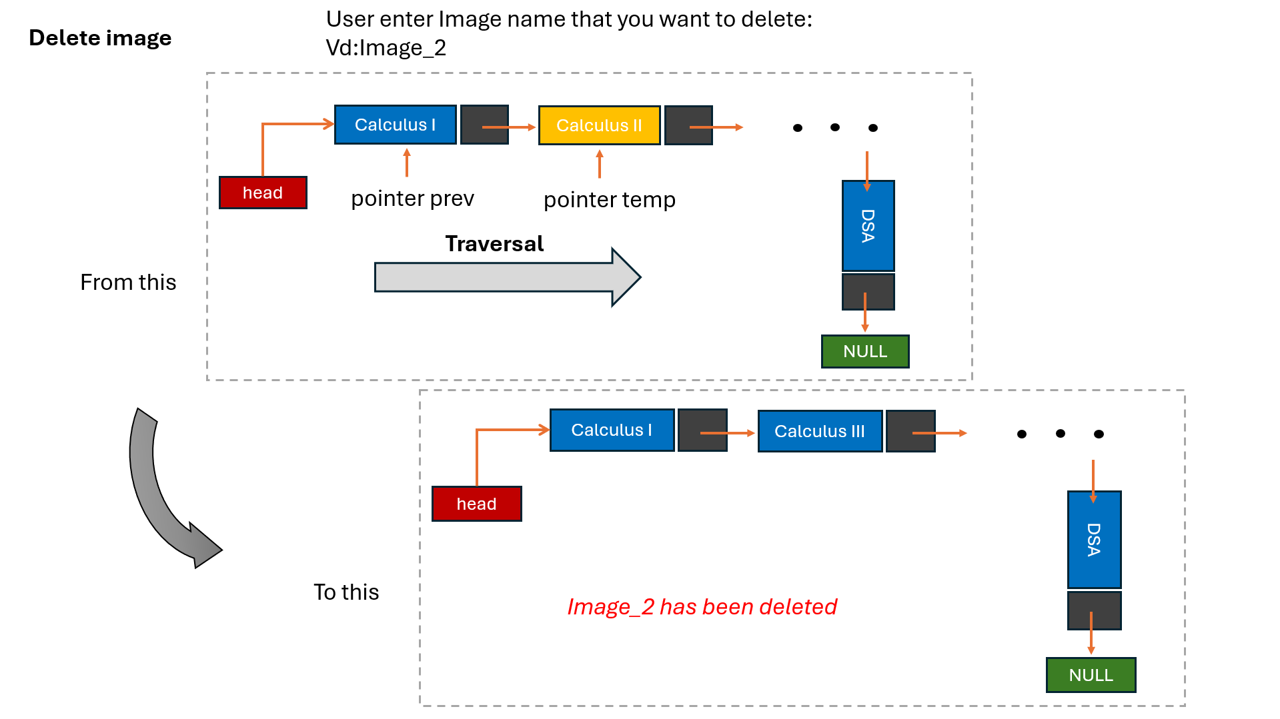 Delete image
User enter Image name that you want to delete:
Vd:Image_2
Calculus I
Calculus II
head
pointer prev
pointer temp
DSA
Traversal
From this
NULL
Calculus I
Calculus III
head
DSA
To this
Image_2 has been deleted
NULL